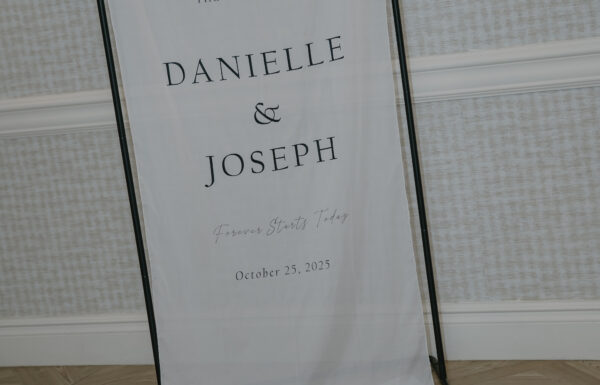 DANIELLE
&
JOSEPH
Forever Starts Today
October 25, 2025